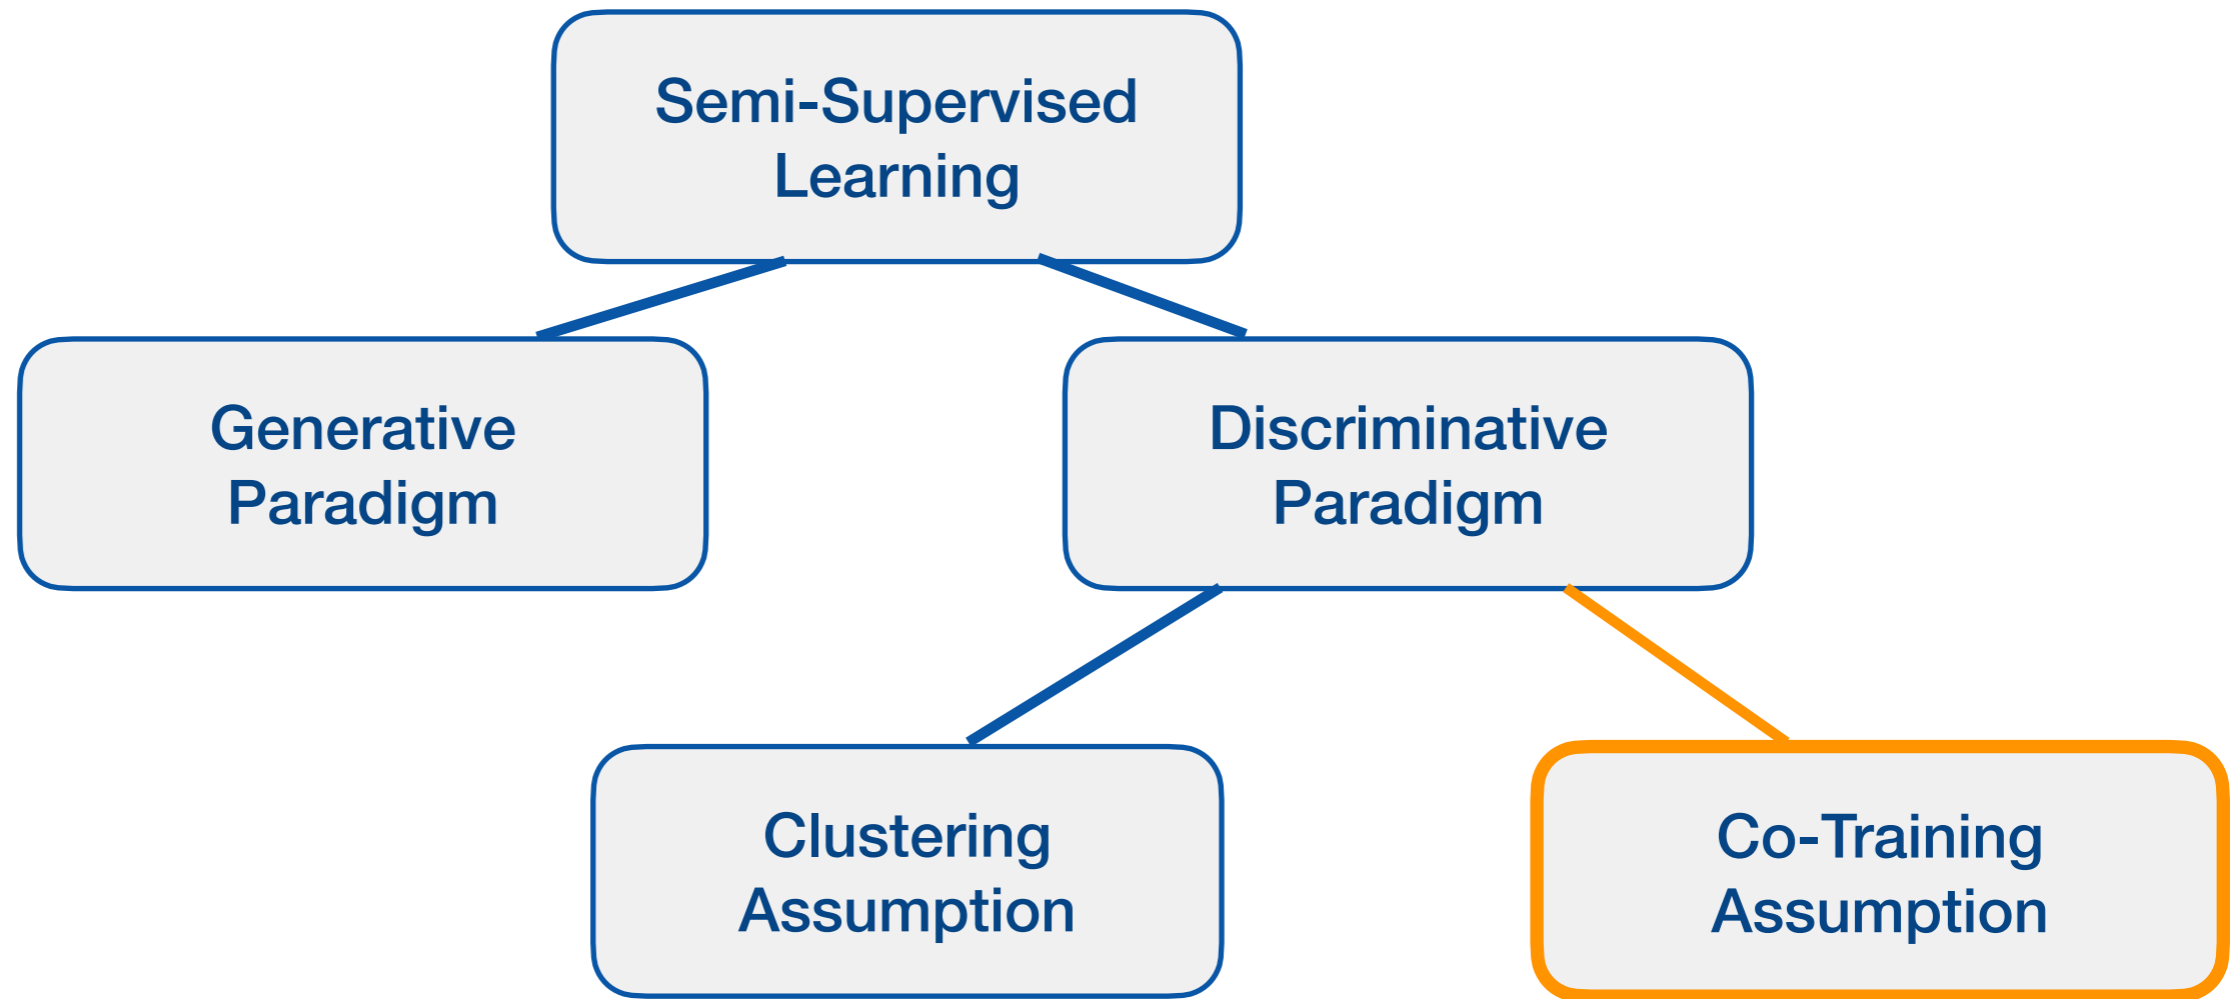 Semi-Supervised
Learning
Generative
Paradigm
Discriminative
Paradigm
Clustering
Assumption
Co-Training
Assumption